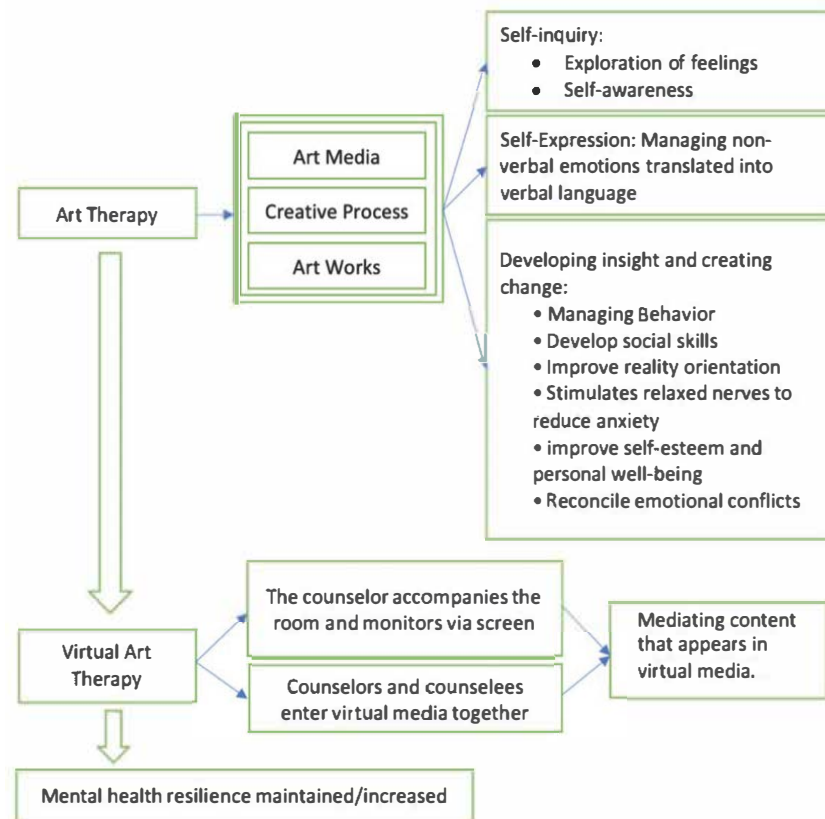 Self-inquiry:
• Exploration of feelings
• Self-awareness
Self-Expression: Managing non-
verbal emotions translated into
verbal language
Art Therapy
Art Media
Creative Process
Art Works
Developing insight and creating
change:
• Managing Behavior
• Develop social skills
• Improve reality orientation
• Stimulates relaxed nerves to
reduce anxiety
• improve self-esteem and
personal well-being
• Reconcile emotional conflicts
Virtual Art
Therapy
The counselor accompanies the
room and monitors via screen
Counselors and counselees
enter virtual media together
Mediating content
that appears in
virtual media.
Mental health resilience maintained/increased